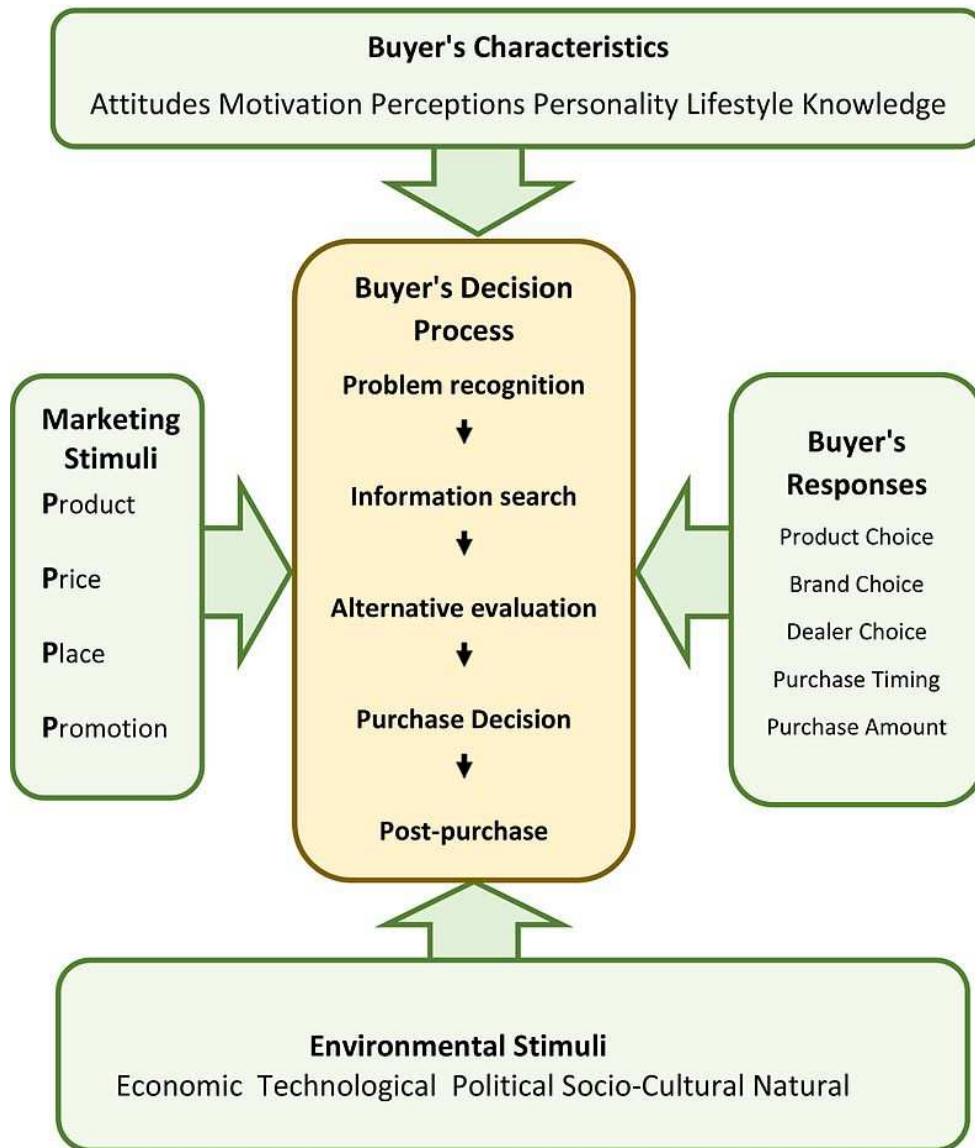 Buyer's Characteristics
Attitudes Motivation Perceptions Personality Lifestyle Knowledge
Buyer's Decision
Process
Problem recognition
Information search
Alternative evaluation
Purchase Decision
Post-purchase
Marketing
Stimuli
Product
Price
Place
Promotion
Buyer's
Responses
Product Choice
Brand Choice
Dealer Choice
Purchase Timing
Purchase Amount
Environmental Stimuli
Economic Technological Political Socio-Cultural Natural